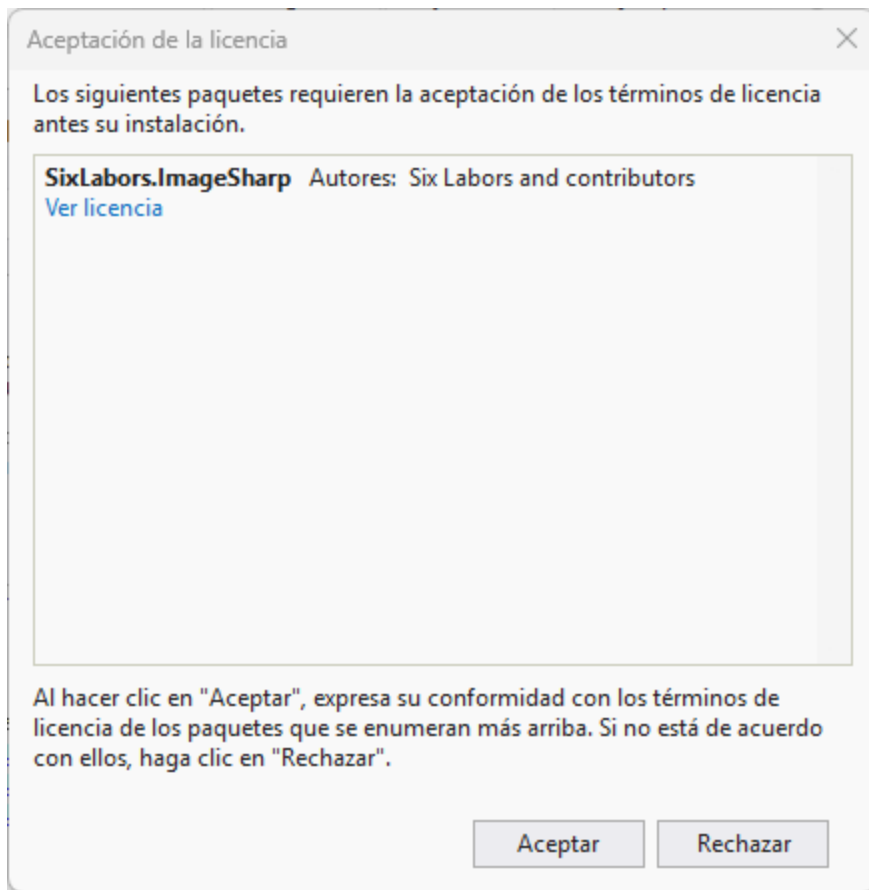 Aceptación de la licencia
Los siguientes paquetes requieren la aceptación de los términos de licencia
antes su instalación.
SixLabors.ImageSharp Autores: Six Labors and contributors
Ver licencia
Al hacer clic en "Aceptar", expresa su conformidad con los términos de
licencia de los paquetes que se enumeran más arriba. Si no está de acuerdo
con ellos, haga clic en "Rechazar".
Aceptar Rechazar